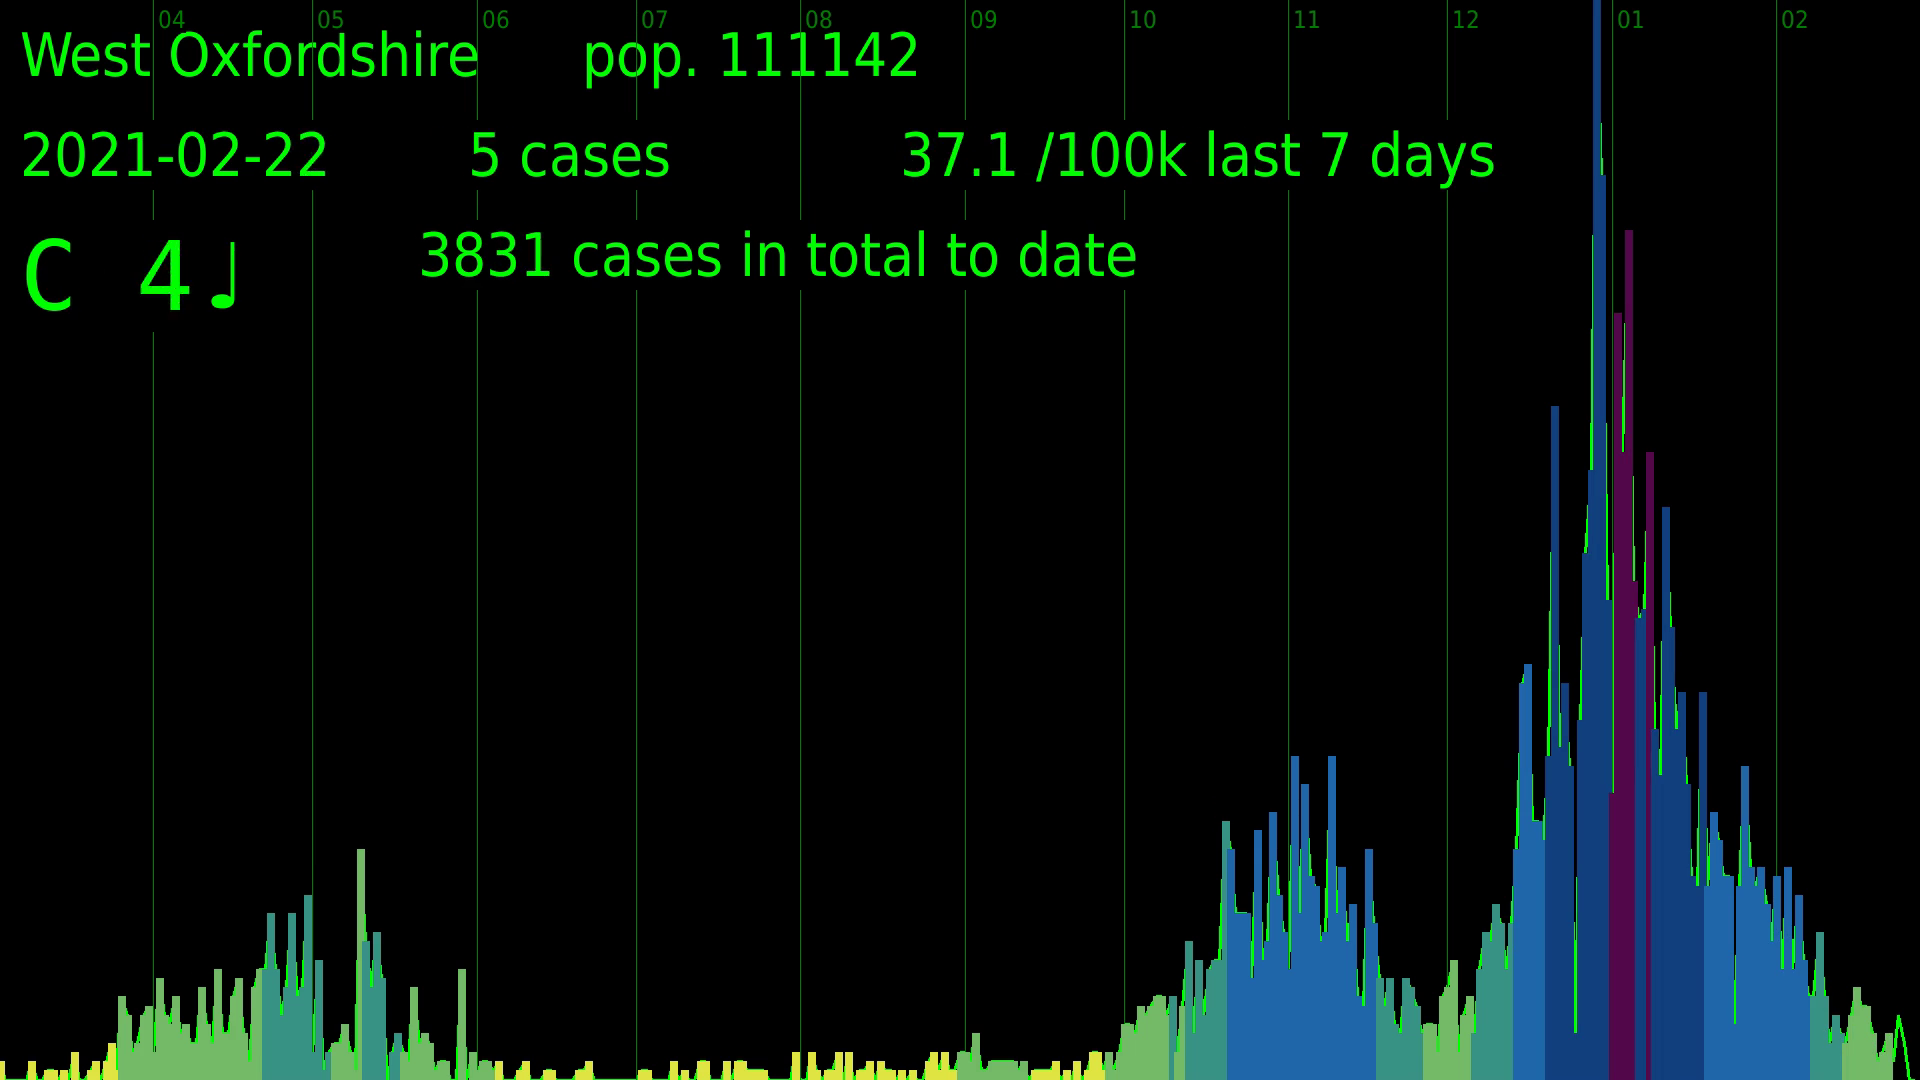 04 05 06 07 08 09 10 11 12 01 02
West Oxfordshire pop. 111142
2021-02-22 5 cases 37.1 /100k last 7 days
C 4♩ 3831 cases in total to date